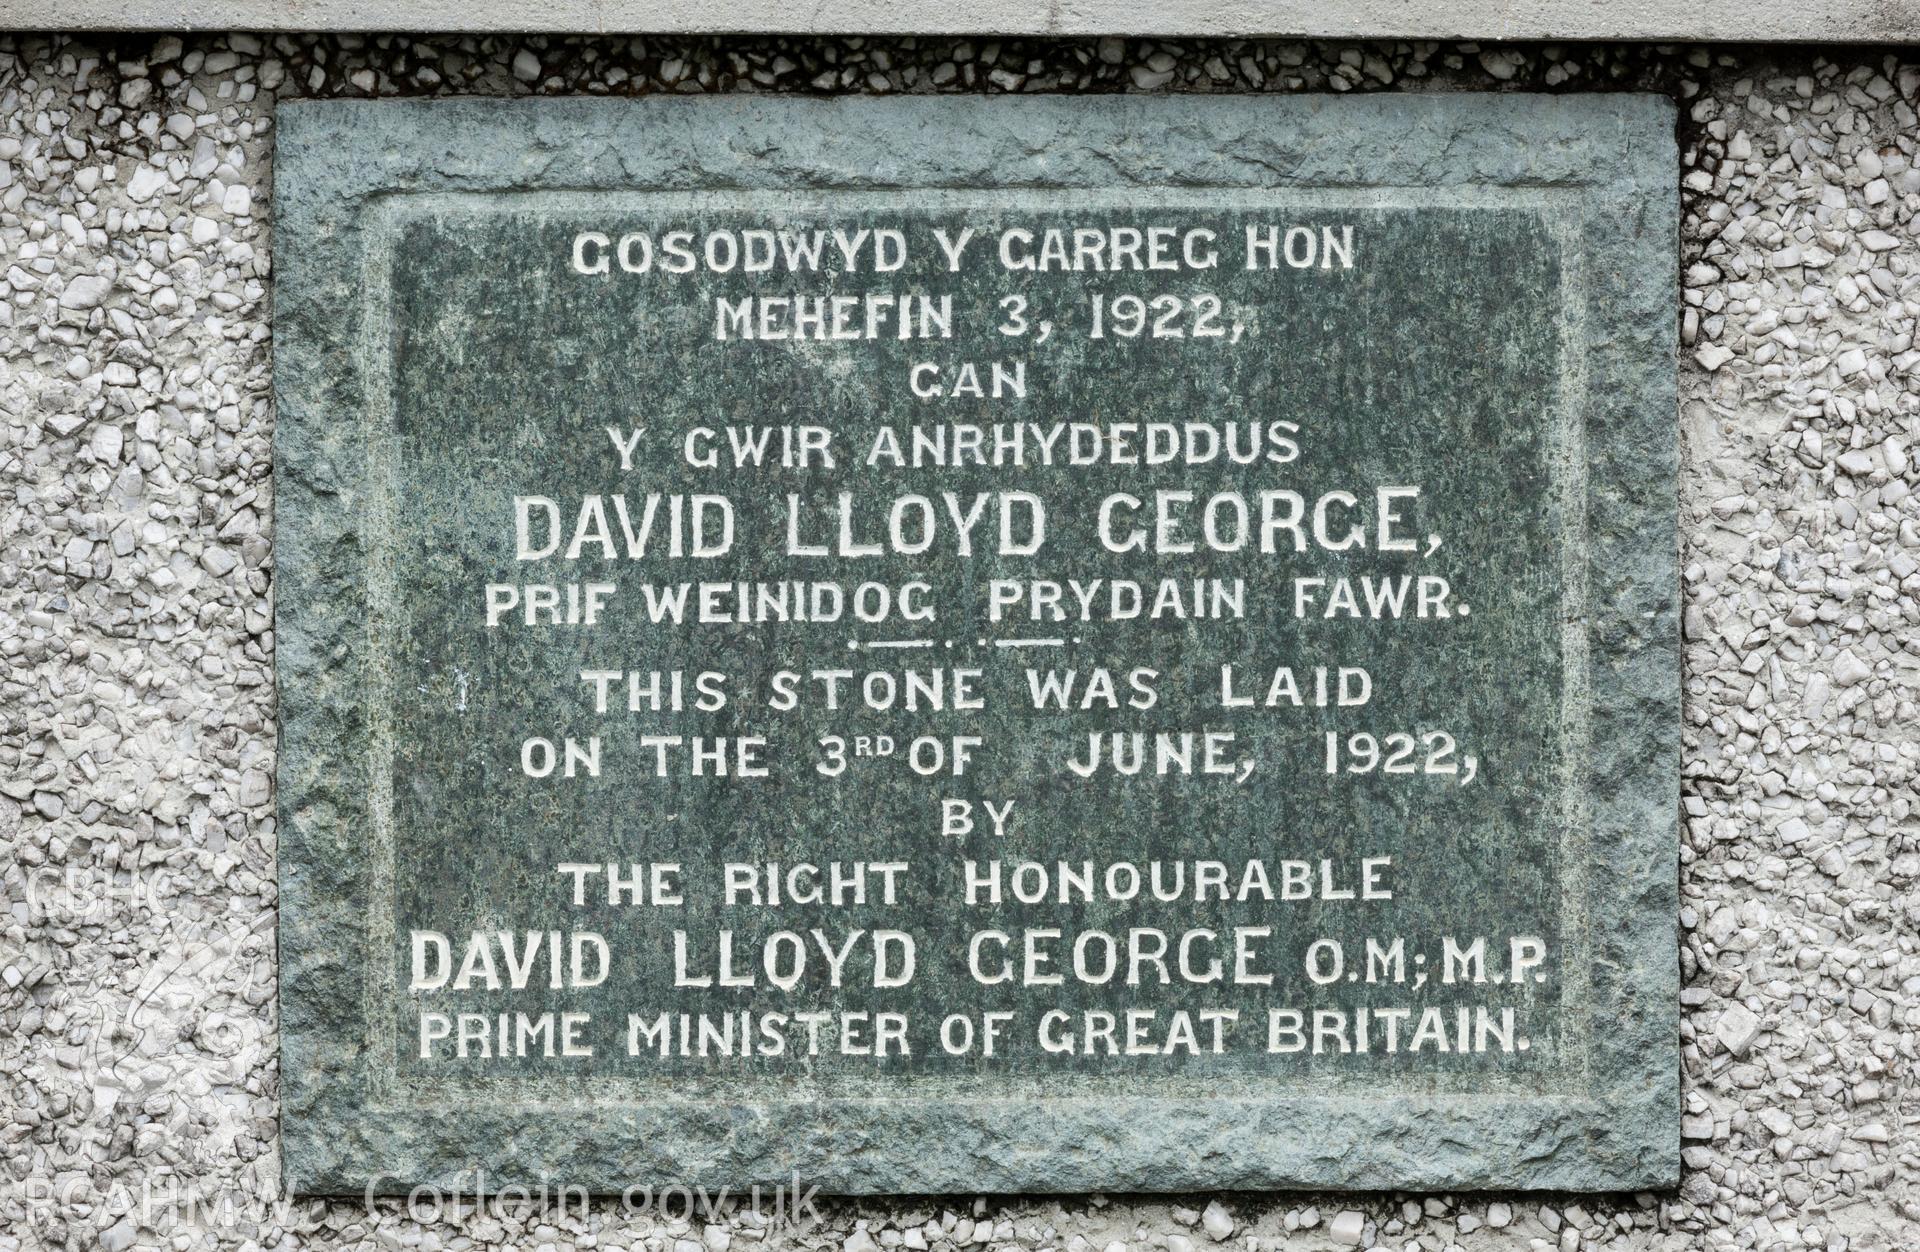 GOSODWYD Y GARREG HON
MEHEFIN 3, 1922,
GAN
Y GWIR ANRHYDEDDUS
DAVID LLOYD GEORGE,
PRIF WEINIDOG PRYDAIN FAWR.
THIS STONE WAS LAID
ON THE 3RD OF JUNE, 1922,
BY
THE RIGHT HONOURABLE
DAVID LLOYD GEORGE O.M; M.P.
PRIME MINISTER OF GREAT BRITAIN.
CBHC
RCAHMW Coflein.gov.uk